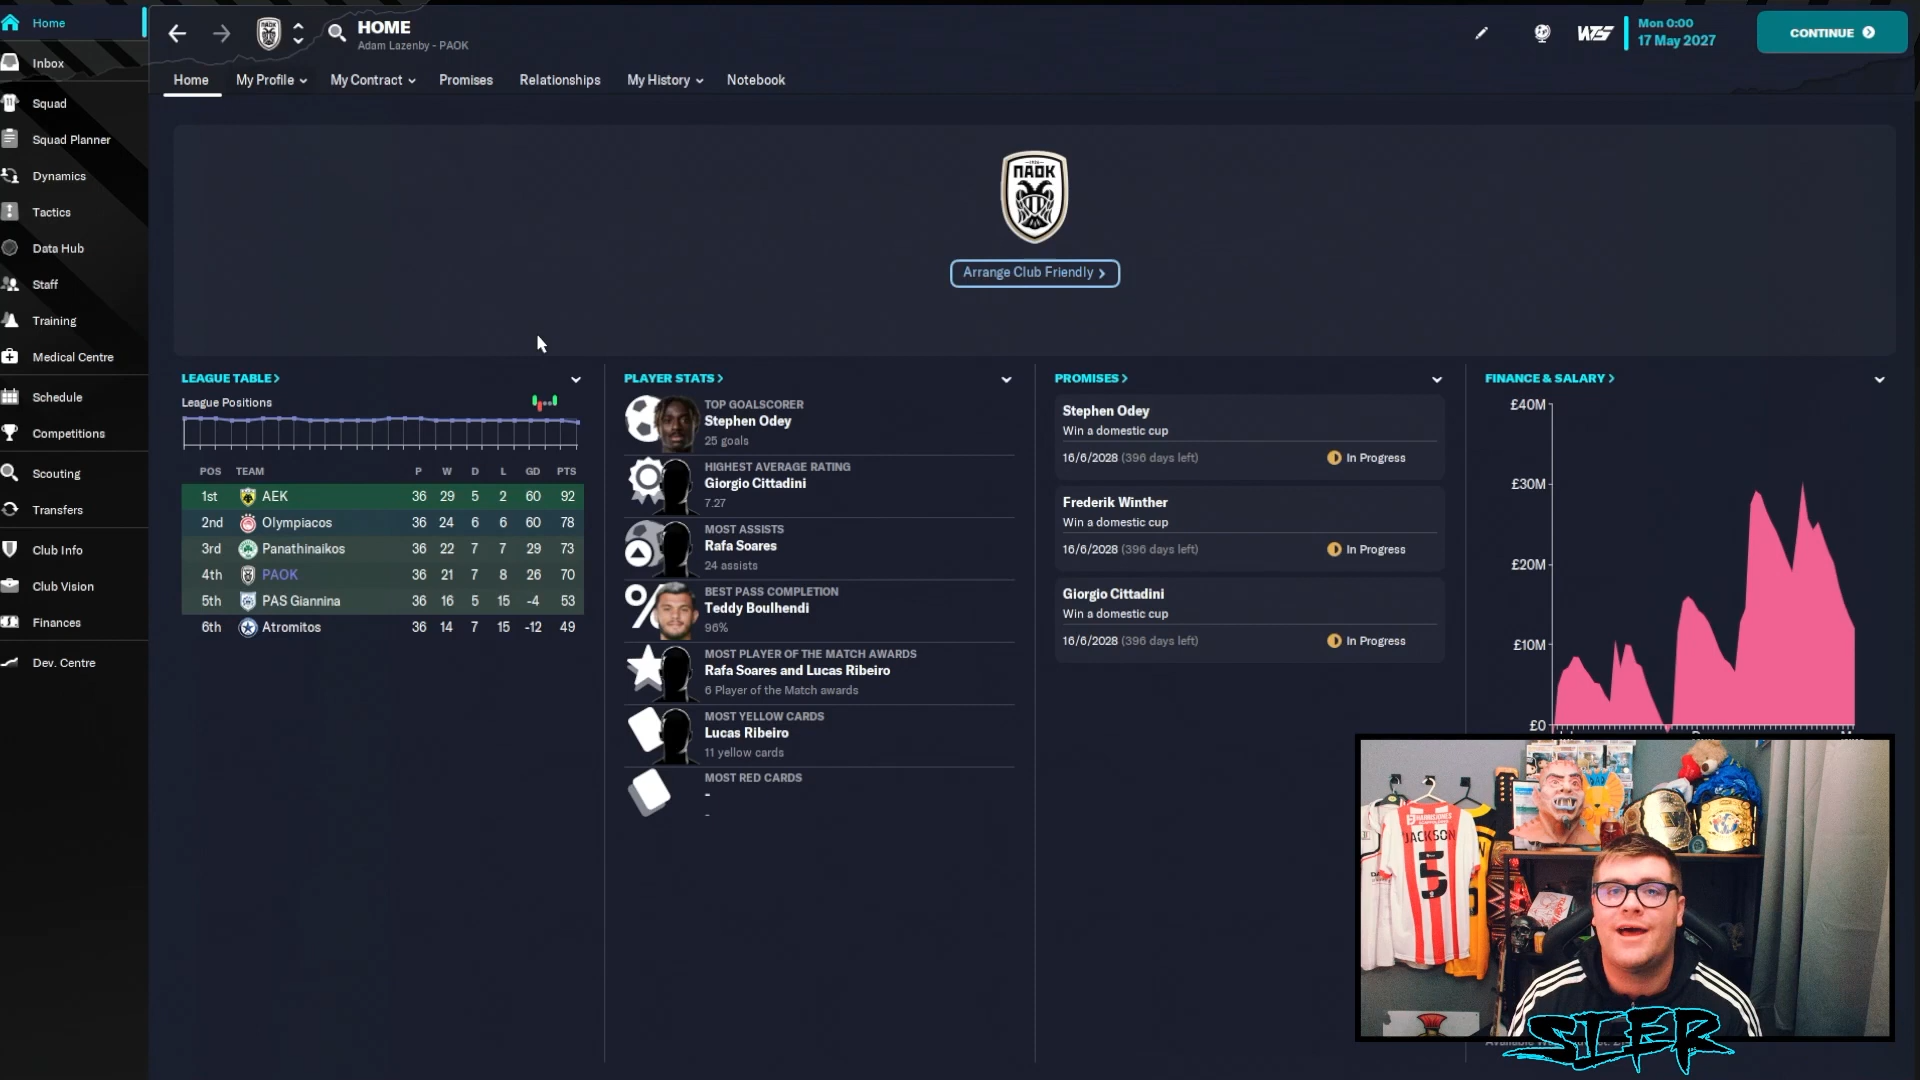 Home
Inbox
Squad
Squad Planner
Dynamics
Tactics
Data Hub
Staff
Training
Medical Centre
Schedule
Competitions
Scouting
Transfers
Club Info
Club Vision
Finances
Dev. Centre
HOME
Adam Lazenby - PAOK
Mon 0:00
17 May 2027
CONTINUE
Home My Profile My Contract Promises Relationships My History Notebook
ΠΑΟΚ
Arrange Club Friendly
LEAGUE TABLE
League Positions
POS TEAM P W D L GD PTS
1st AEK 36 29 5 2 60 92
2nd Olympiacos 36 24 6 6 60 78
3rd Panathinaikos 36 22 7 7 29 73
4th PAOK 36 21 7 8 26 70
5th PAS Giannina 36 16 5 15 -4 53
6th Atromitos 36 14 7 15 -12 49
PLAYER STATS
TOP GOALSCORER
Stephen Odey
25 goals
HIGHEST AVERAGE RATING
Giorgio Cittadini
7.27
MOST ASSISTS
Rafa Soares
24 assists
BEST PASS COMPLETION
Teddy Boulhendi
96%
MOST PLAYER OF THE MATCH AWARDS
Rafa Soares and Lucas Ribeiro
6 Player of the Match awards
MOST YELLOW CARDS
Lucas Ribeiro
11 yellow cards
MOST RED CARDS
-
-
PROMISES
Stephen Odey
Win a domestic cup
16/6/2028 (396 days left) In Progress
Frederik Winther
Win a domestic cup
16/6/2028 (396 days left) In Progress
Giorgio Cittadini
Win a domestic cup
16/6/2028 (396 days left) In Progress
FINANCE & SALARY
£40M
£30M
£20M
£10M
£0
JACKSON
5
SLER